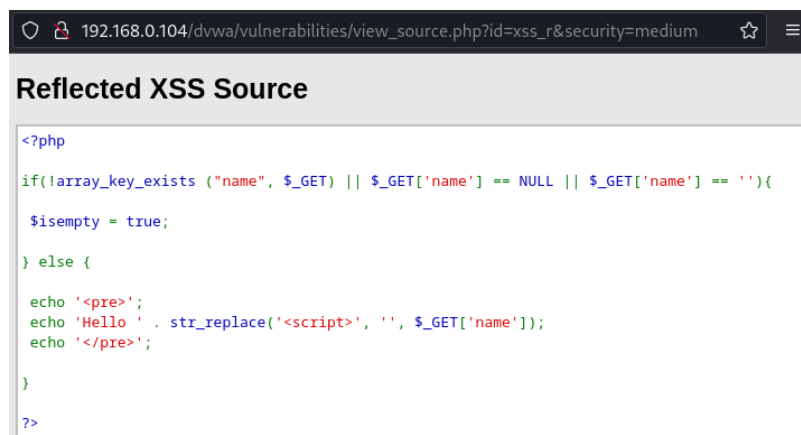 192.168.0.104/dvwa/vulnerabilities/view_source.php?id=xss_r&security=medium
Reflected XSS Source
<?php
if(!array_key_exists ("name", $_GET) || $_GET['name'] == NULL || $_GET['name'] == ''){
$isempty = true;
} else {
echo '<pre>';
echo 'Hello ' . str_replace('<script>', '', $_GET['name']);
echo '</pre>';
}
?>